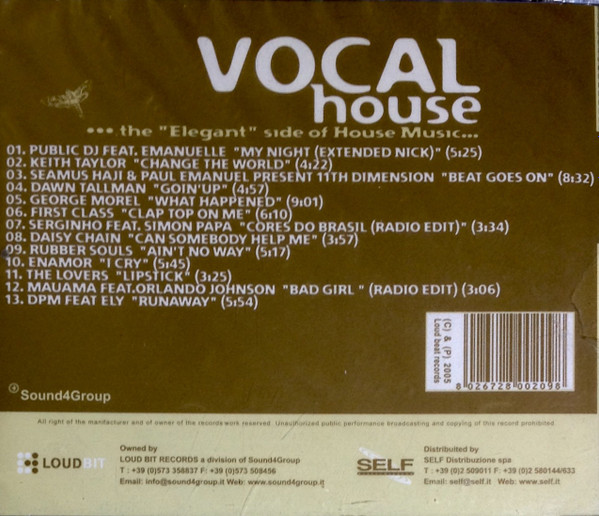 VOCAL
house
••• the "Elegant" side of House Music...
01. PUBLIC DJ FEAT. EMANUELLE "MY NIGHT (EXTENDED NICK)" (5:25)
02. KEITH TAYLOR "CHANGE THE WORLD" (4:22)
03. SEAMUS HAJI & PAUL EMANUEL PRESENT 11TH DIMENSION "BEAT GOES ON" (8:32)
04. DAWN TALLMAN "GOIN'UP" (4:57)
05. GEORGE MOREL "WHAT HAPPENED" (9:01)
06. FIRST CLASS "CLAP TOP ON ME" (6:10)
07. SERGINHO FEAT. SIMON PAPA "CORES DO BRASIL (RADIO EDIT)" (3:34)
08. DAISY CHAIN "CAN SOMEBODY HELP ME" (3:57)
09. RUBBER SOULS "AIN'T NO WAY" (5:17)
10. ENAMOR "I CRY" (5:45)
11. THE LOVERS "LIPSTICK" (3:25)
12. MAUAMA FEAT.ORLANDO JOHNSON "BAD GIRL " (RADIO EDIT) (3:06)
13. DPM FEAT ELY "RUNAWAY" (5:54)
(C) & (P) 2005
Loud beat records
8 026728 002098
Sound4Group
All right of the manifacturer and of owner of the records work reserved. Unauthorized public performance broadcasting and copying of this record prohibited
LOUDBIT
Owned by
LOUD BIT RECORDS a division of Sound4Group
T : +39 (0)573 358637 F: +39 (0)573 508456
Email: info@sound4group.it Web: www.sound4group.it
SELF
Destribuited by
SELF Distribuzione spa
T : +39 (0)2 509011 F: +39 (0)2 580144/633
Email: self@self.it Web: www.self.it